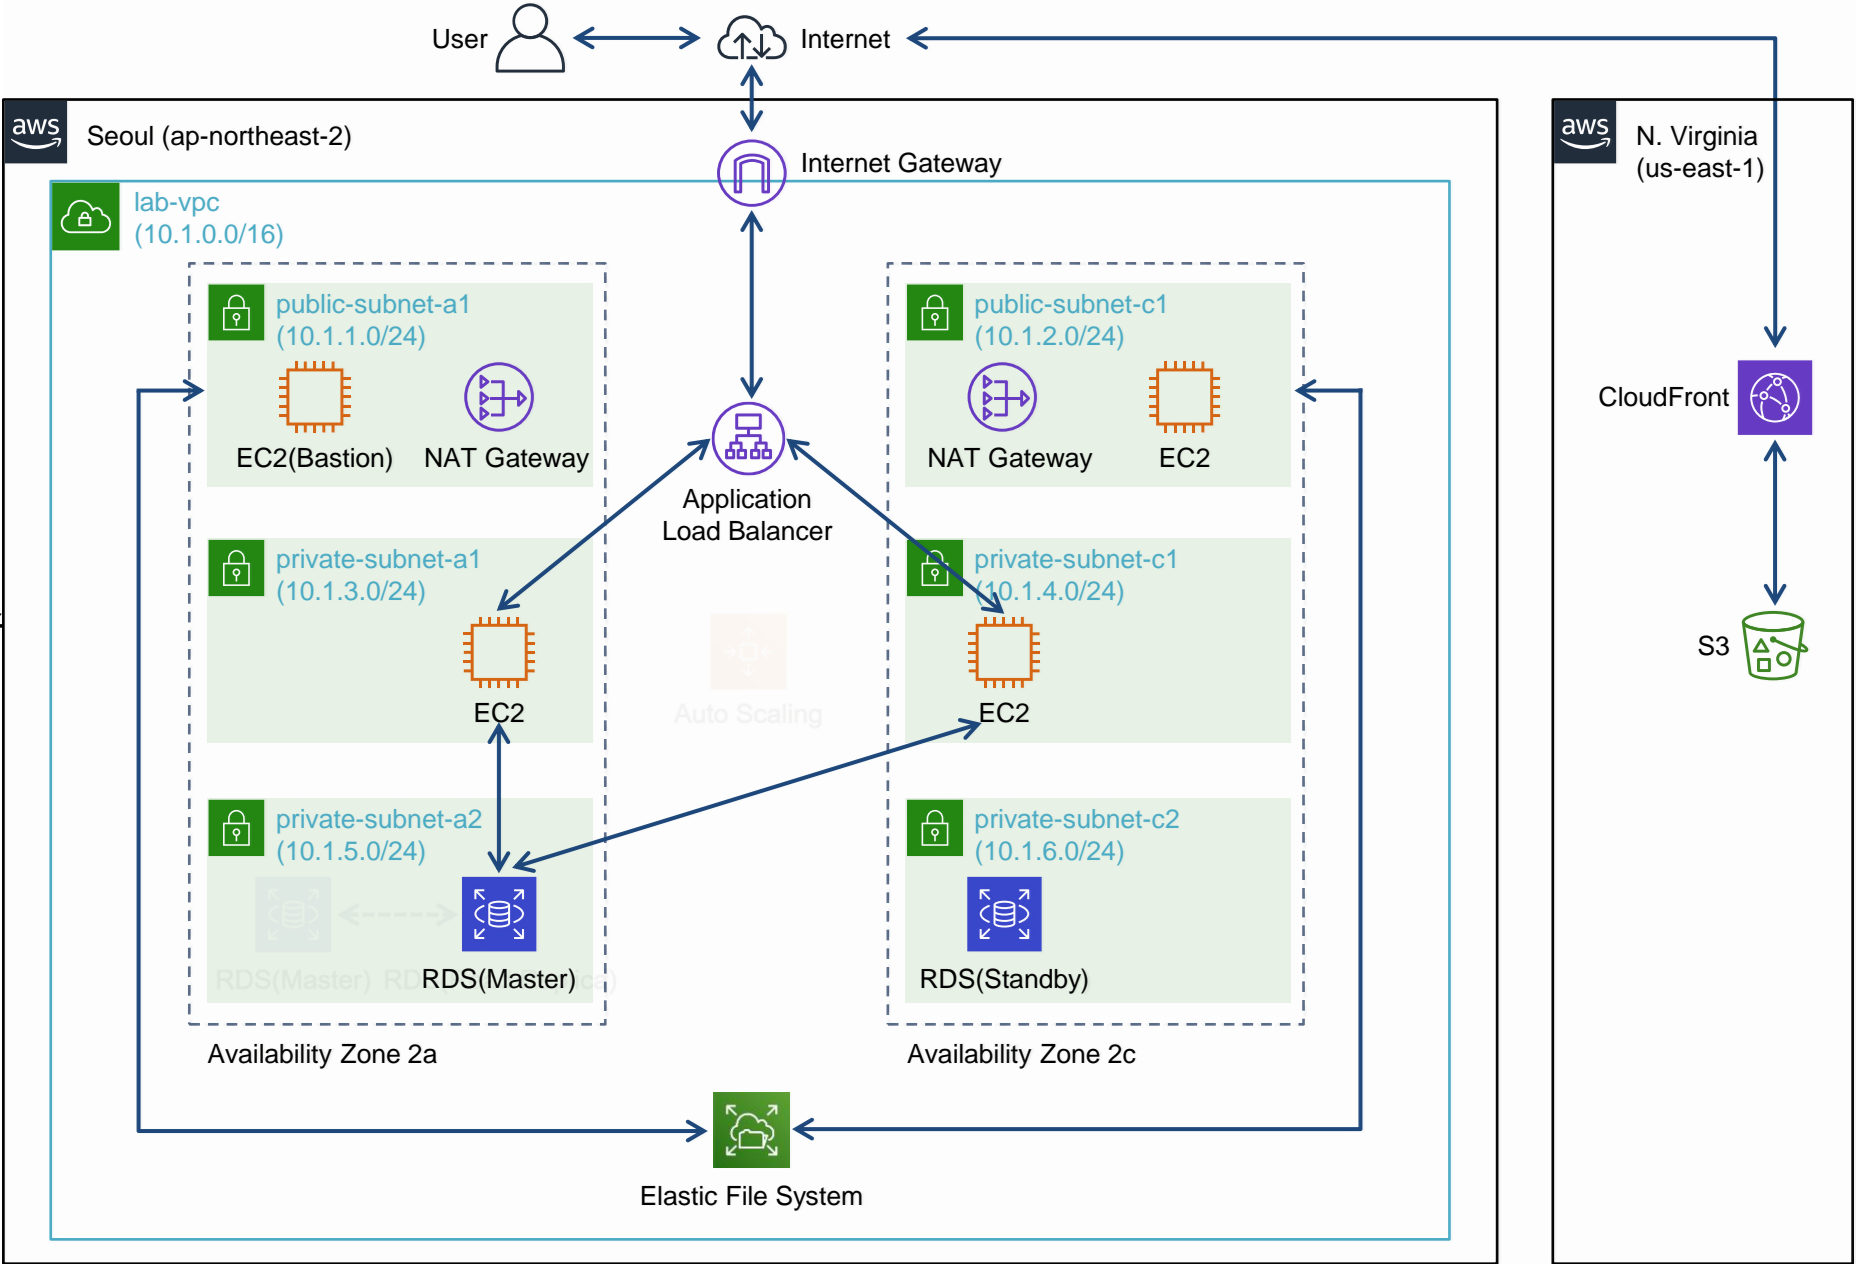 User
Internet
aws
Seoul (ap-northeast-2)
aws
N. Virginia
(us-east-1)
Internet Gateway
lab-vpc
(10.1.0.0/16)
public-subnet-a1
(10.1.1.0/24)
EC2(Bastion)
NAT Gateway
public-subnet-c1
(10.1.2.0/24)
NAT Gateway
EC2
Application
Load Balancer
CloudFront
private-subnet-a1
(10.1.3.0/24)
EC2
Auto Scaling
private-subnet-c1
(10.1.4.0/24)
EC2
S3
private-subnet-a2
(10.1.5.0/24)
RDS(Master)
RDS(Master)
private-subnet-c2
(10.1.6.0/24)
RDS(Standby)
Availability Zone 2a
Availability Zone 2c
Elastic File System